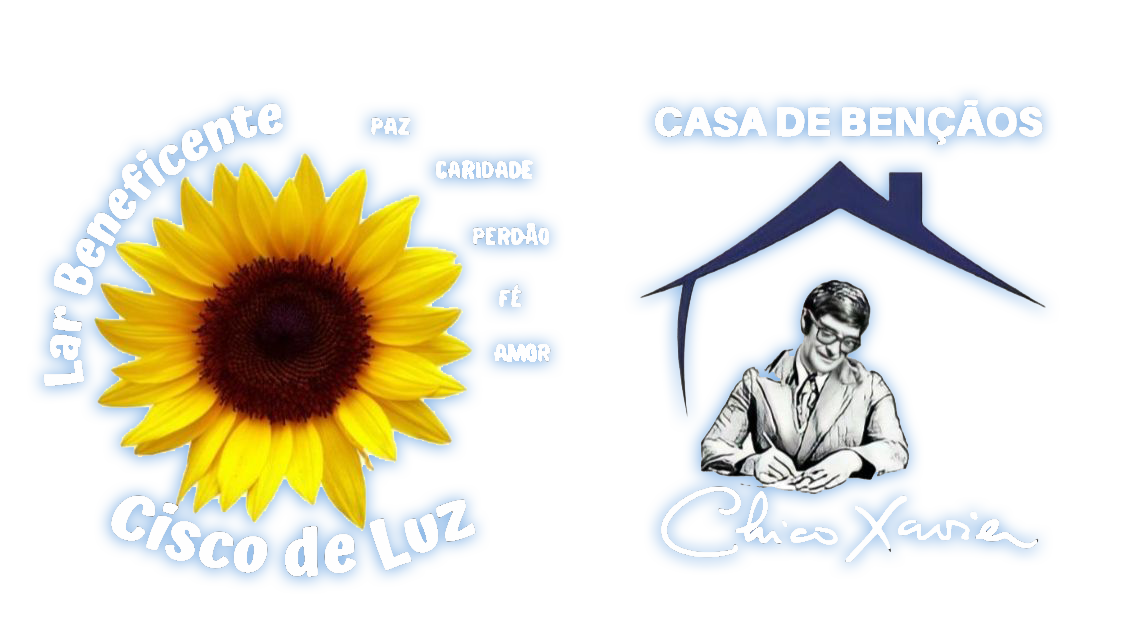 Lar Beneficente
PAZ
CARIDADE
PERDÃO
FÉ
AMOR
Cisco de Luz
CASA DE BENÇÃOS
Chico Xavier